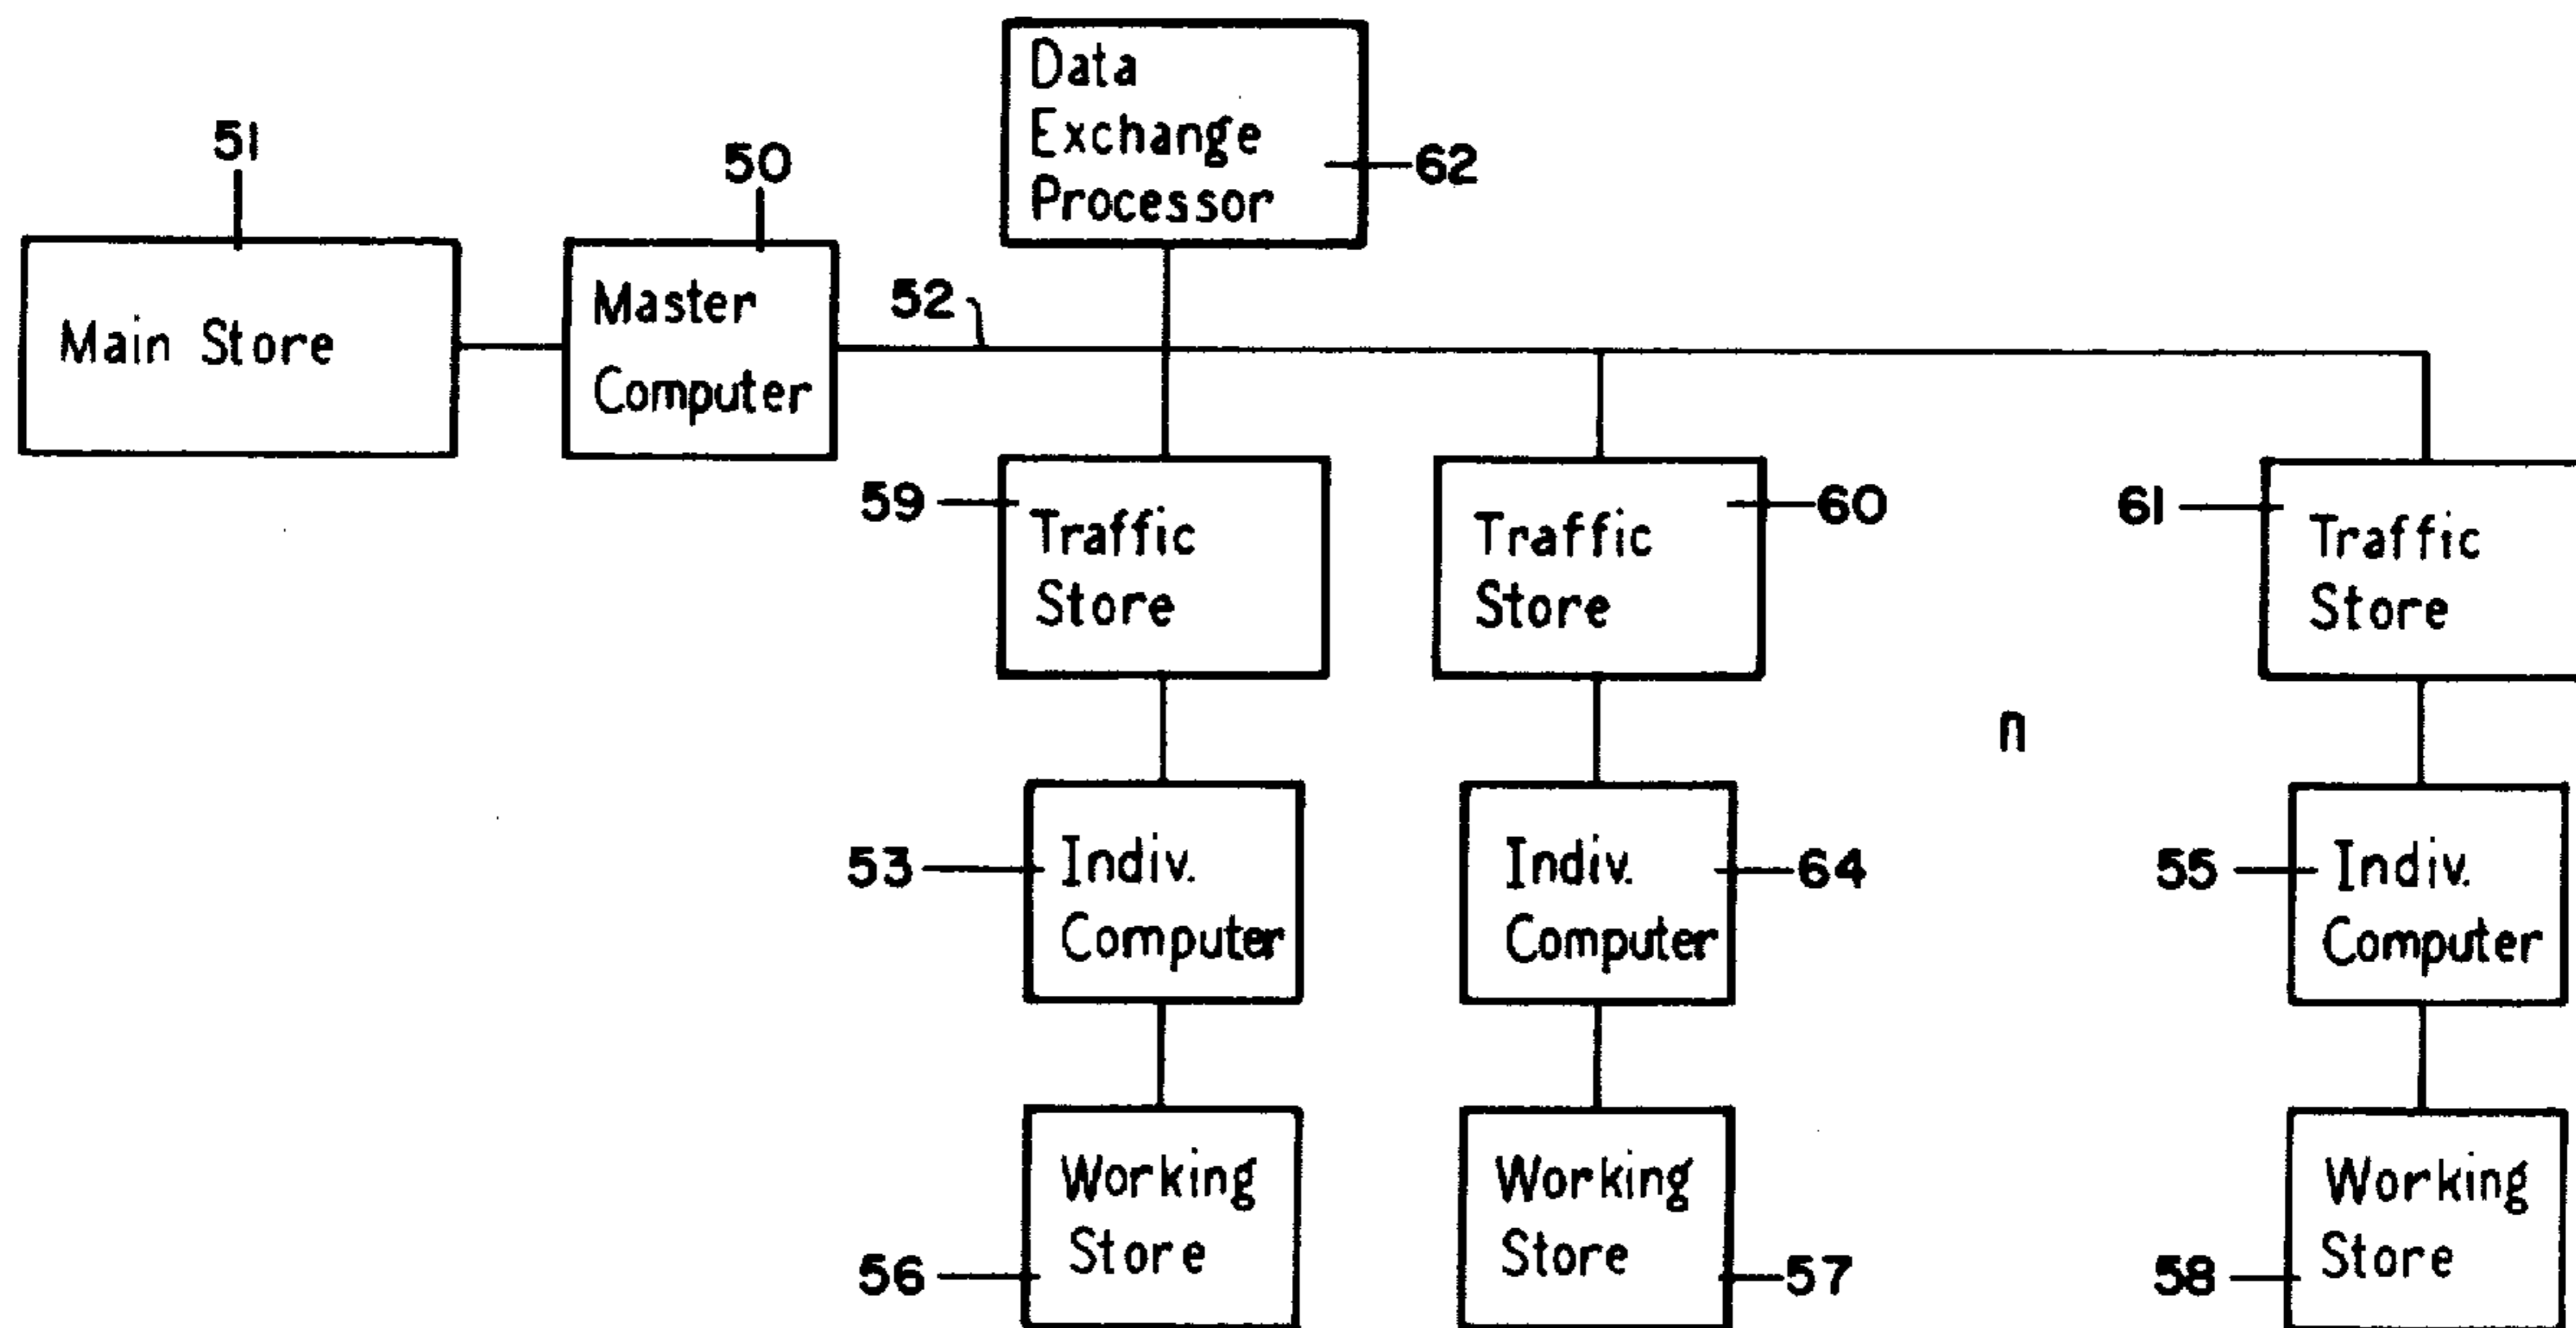 Data
Exchange
Processor
62
51
50
Main Store
Master
Computer
52
59
Traffic
Store
Traffic
Store
60
61
Traffic
Store
n
53
Indiv.
Computer
Indiv.
Computer
64
55
Indiv.
Computer
56
Working
Store
Working
Store
57
58
Working
Store